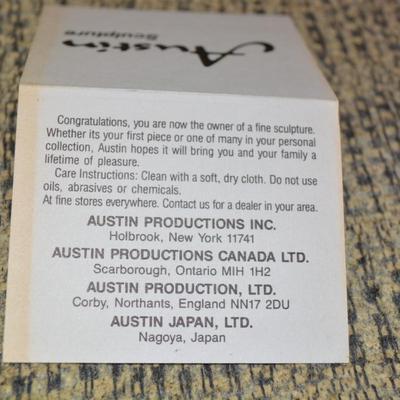 Austin
Sculpture
Congratulations, you are now the owner of a fine sculpture.
Whether its your first piece or one of many in your personal
collection, Austin hopes it will bring you and your family a
lifetime of pleasure.
Care Instructions: Clean with a soft, dry cloth. Do not use
oils, abrasives or chemicals.
At fine stores everywhere. Contact us for a dealer in your area.
AUSTIN PRODUCTIONS INC.
Holbrook, New York 11741
AUSTIN PRODUCTIONS CANADA LTD.
Scarborough, Ontario MIH 1H2
AUSTIN PRODUCTION, LTD.
Corby, Northants, England NN17 2DU
AUSTIN JAPAN, LTD.
Nagoya, Japan